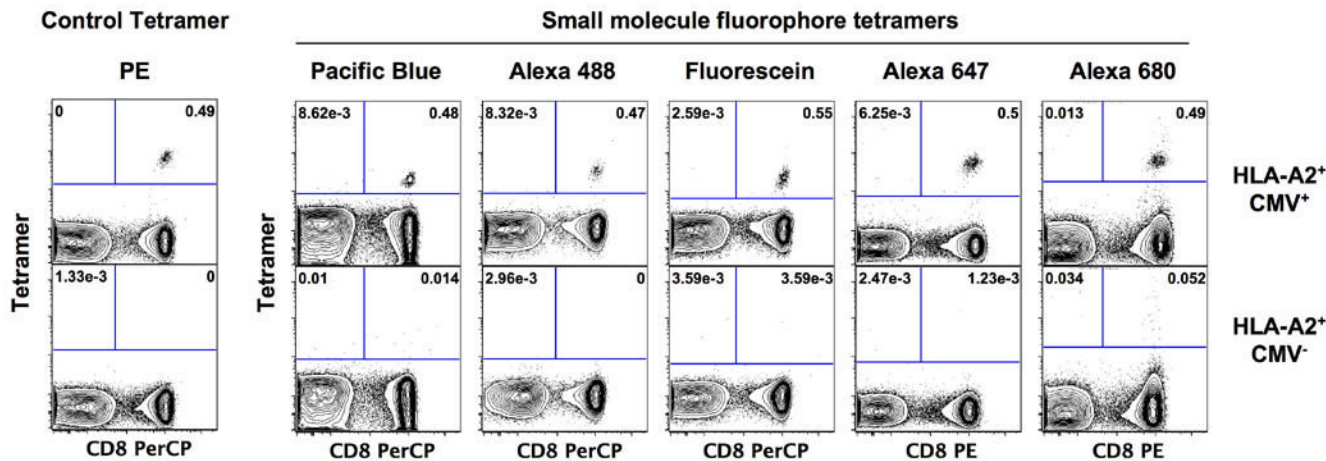 Control Tetramer Small molecule fluorophore tetramers
PE Pacific Blue Alexa 488 Fluorescein Alexa 647 Alexa 680
0 0.49 8.62e-3 0.48 8.32e-3 0.47 2.59e-3 0.55 6.25e-3 0.5 0.013 0.49
HLA-A2⁺
CMV⁺
Tetramer Tetramer
1.33e-3 0 0.01 0.014 2.96e-3 0 3.59e-3 3.59e-3 2.47e-3 1.23e-3 0.034 0.052
HLA-A2⁺
CMV⁻
CD8 PerCP CD8 PerCP CD8 PerCP CD8 PerCP CD8 PE CD8 PE